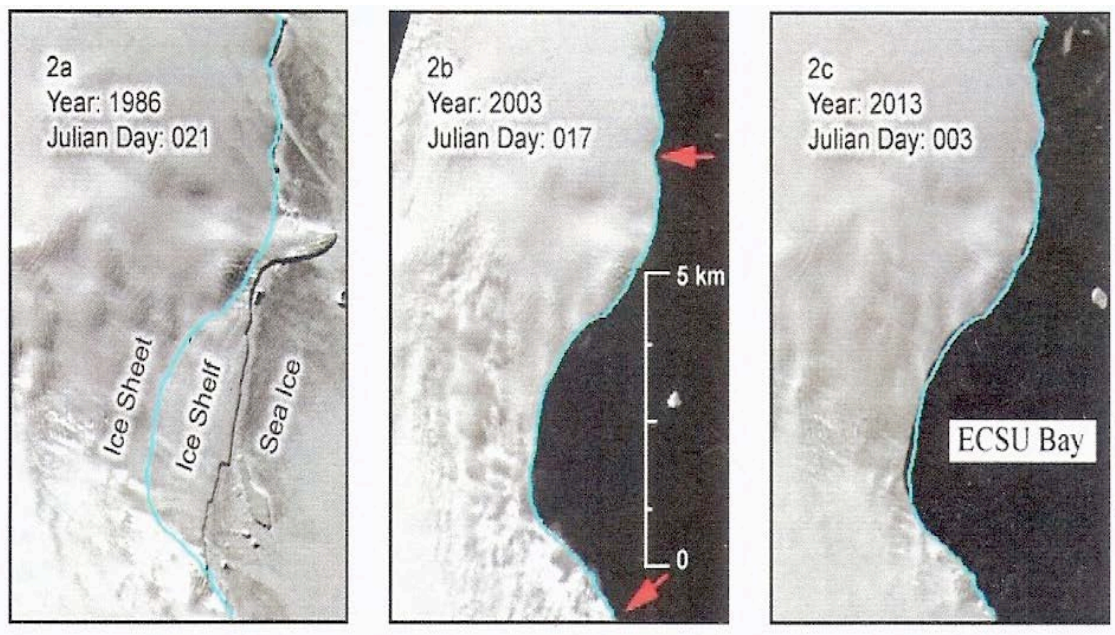 2a
Year: 1986
Julian Day: 021
Ice Sheet
Ice Shelf
Sea Ice
2b
Year: 2003
Julian Day: 017
5 km
0
2c
Year: 2013
Julian Day: 003
ECSU Bay